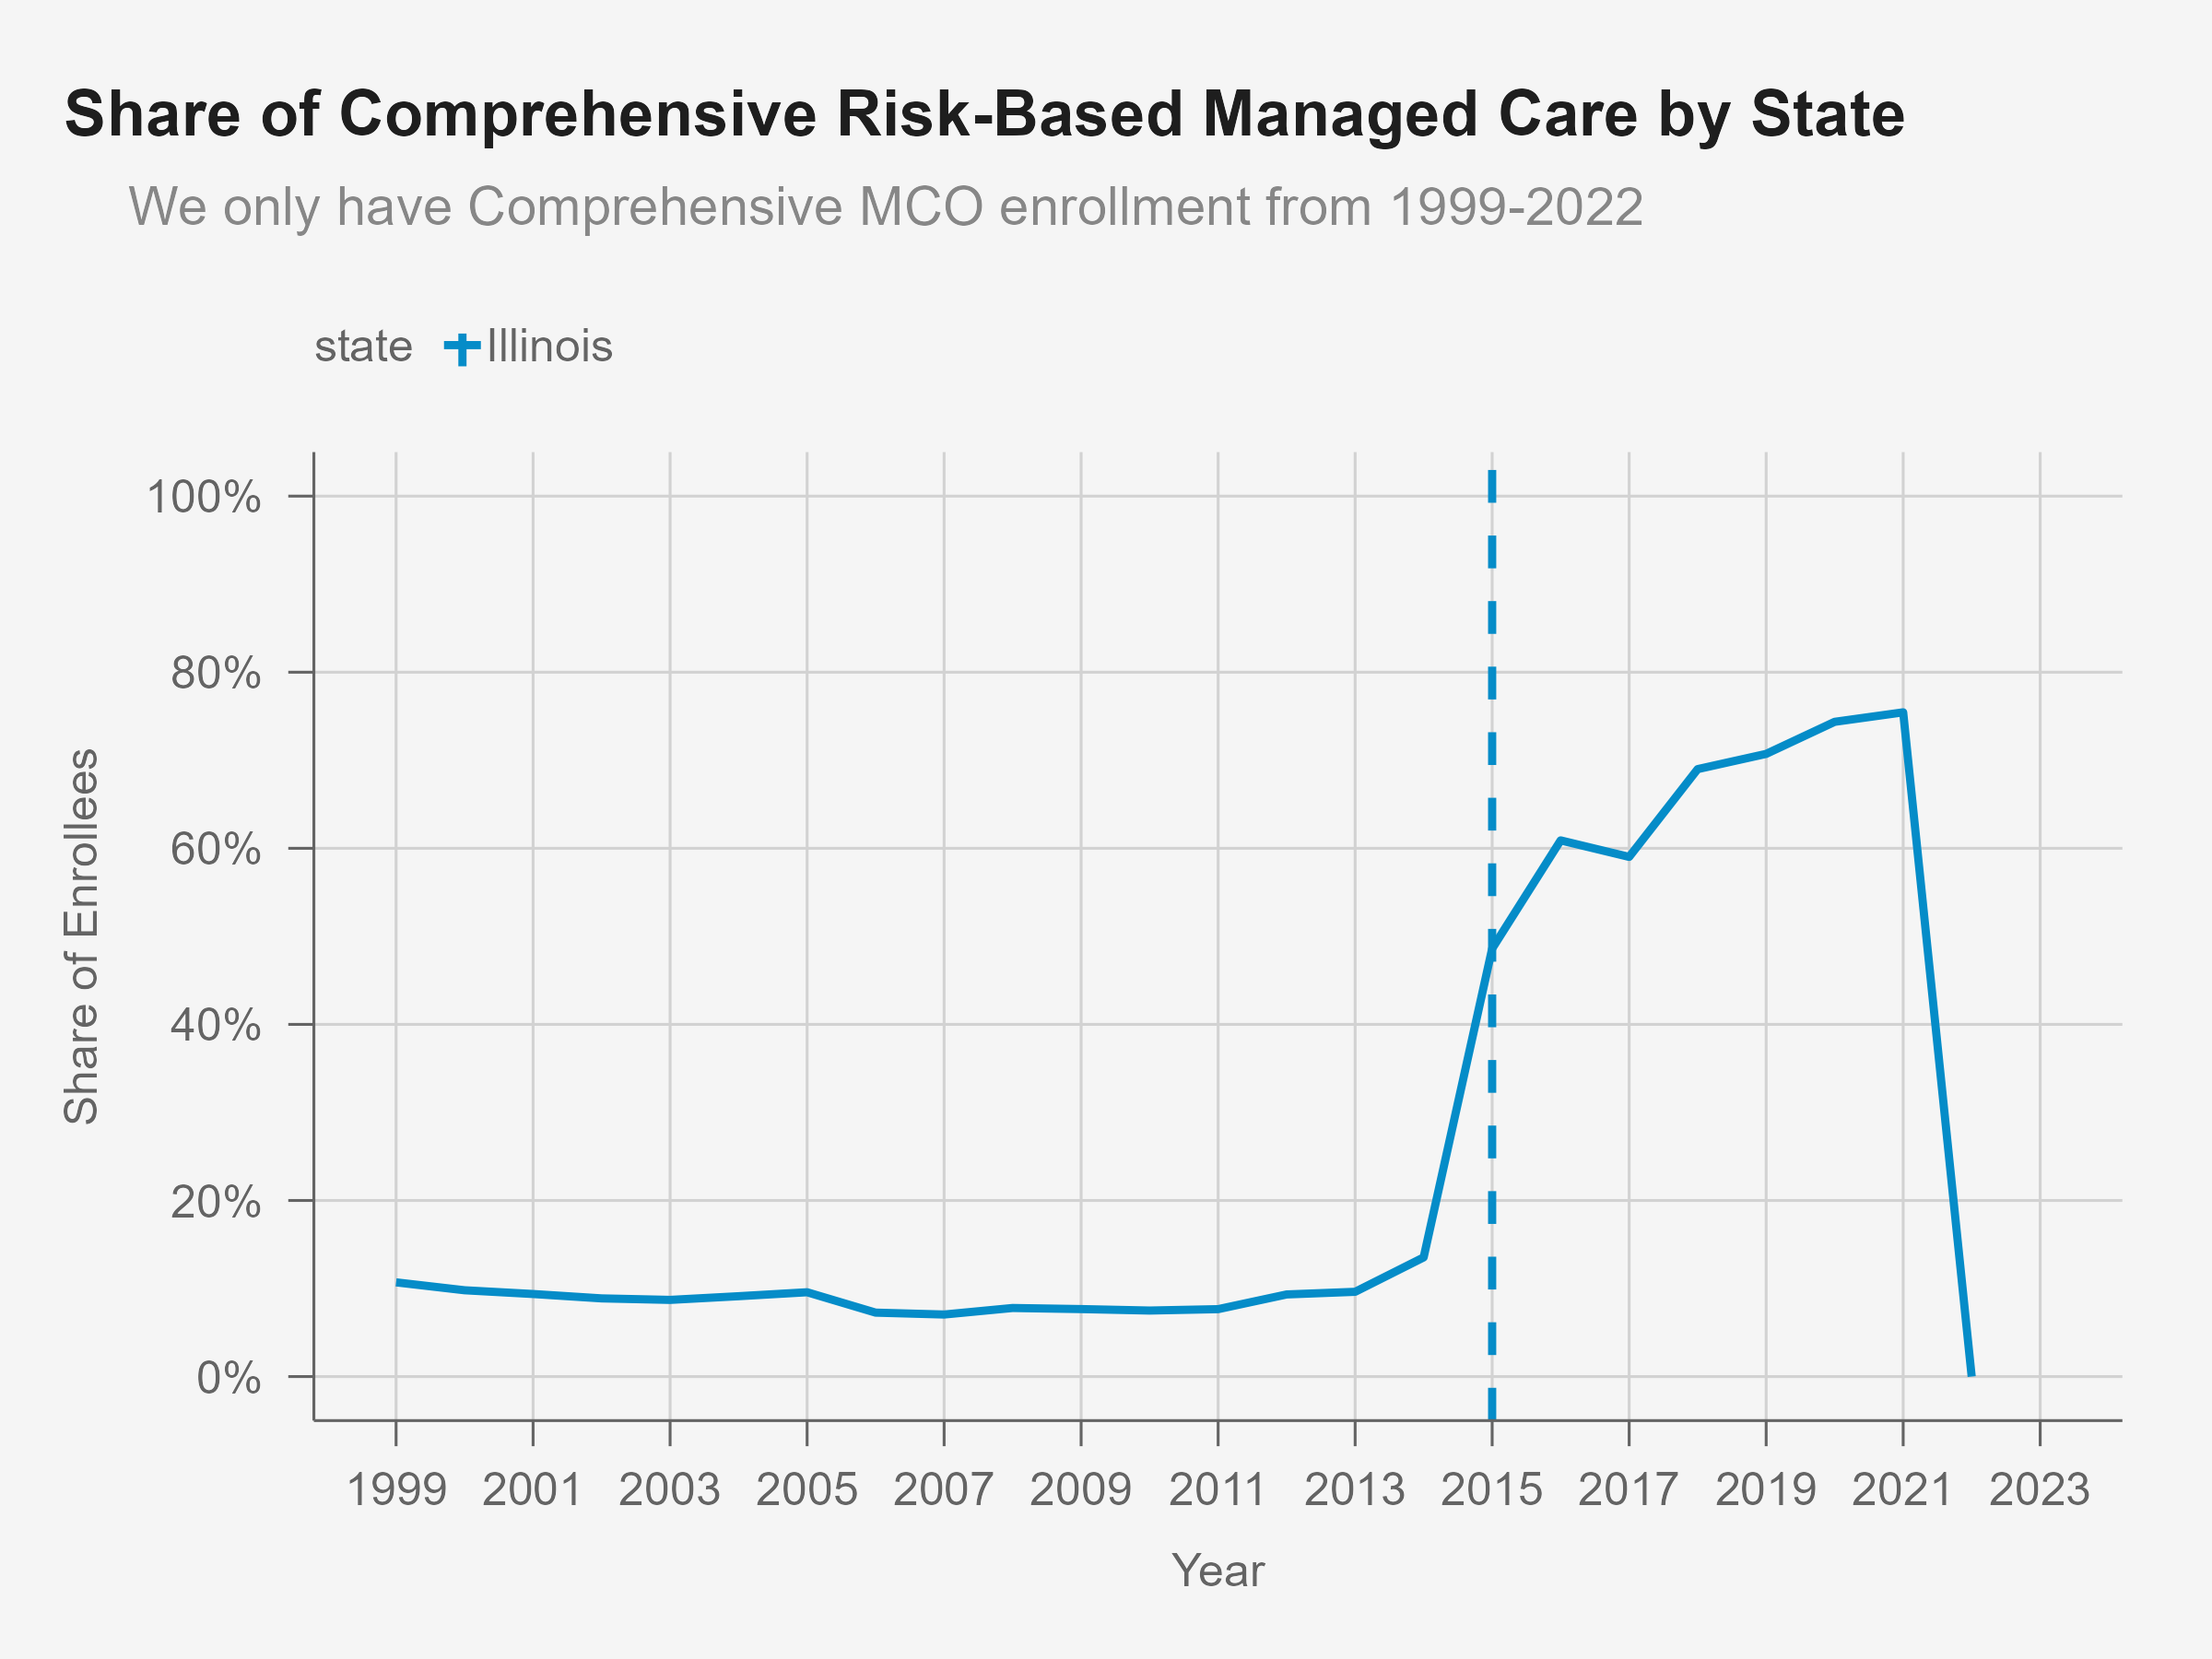 Share of Comprehensive Risk-Based Managed Care by State
We only have Comprehensive MCO enrollment from 1999-2022
state Illinois
100%
80%
60%
40%
20%
0%
Share of Enrollees
1999 2001 2003 2005 2007 2009 2011 2013 2015 2017 2019 2021 2023
Year